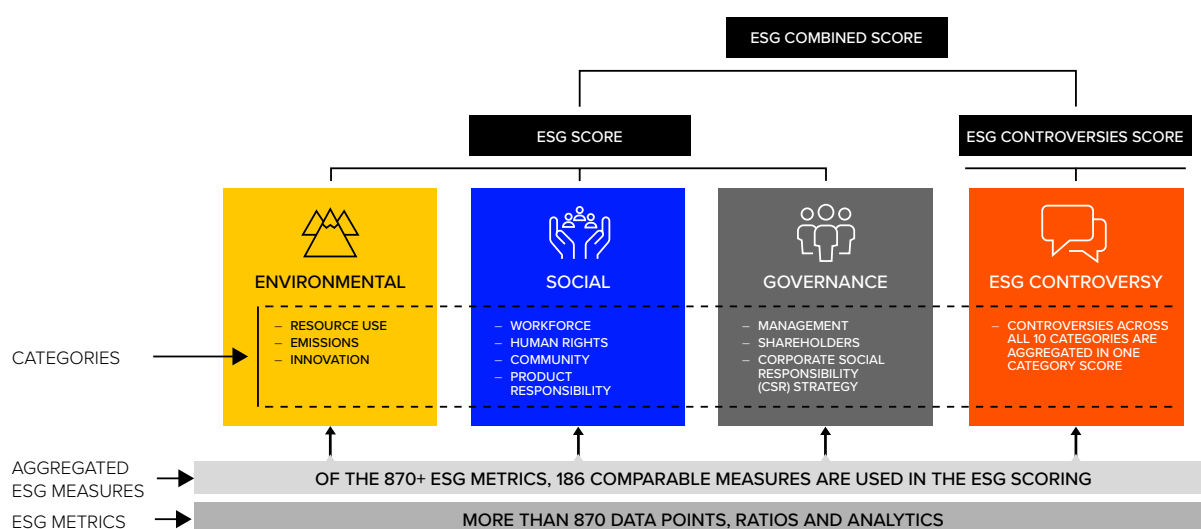 ESG COMBINED SCORE
ESG SCORE
ESG CONTROVERSIES SCORE
ENVIRONMENTAL
SOCIAL
GOVERNANCE
ESG CONTROVERSY
CATEGORIES
– RESOURCE USE
– EMISSIONS
– INNOVATION
– WORKFORCE
– HUMAN RIGHTS
– COMMUNITY
– PRODUCT
RESPONSIBILITY
– MANAGEMENT
– SHAREHOLDERS
– CORPORATE SOCIAL
RESPONSIBILITY
(CSR) STRATEGY
– CONTROVERSIES ACROSS
ALL 10 CATEGORIES ARE
AGGREGATED IN ONE
CATEGORY SCORE
AGGREGATED
ESG MEASURES
OF THE 870+ ESG METRICS, 186 COMPARABLE MEASURES ARE USED IN THE ESG SCORING
ESG METRICS
MORE THAN 870 DATA POINTS, RATIOS AND ANALYTICS